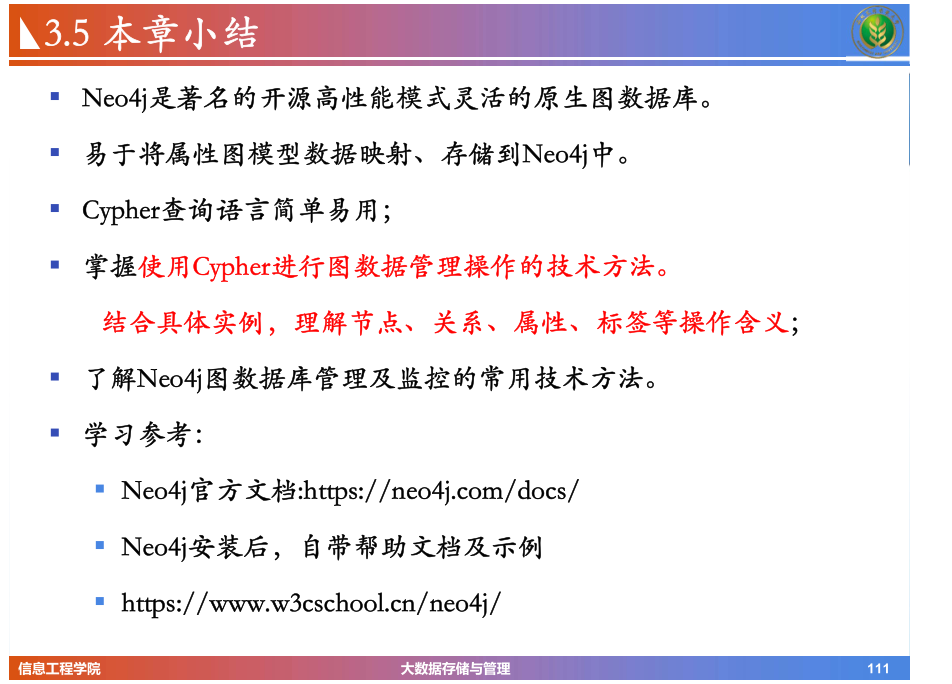 3.5 本章小结
Neo4j是著名的开源高性能模式灵活的原生图数据库。
易于将属性图模型数据映射、存储到Neo4j中。
Cypher查询语言简单易用；
掌握使用Cypher进行图数据管理操作的技术方法。
结合具体实例，理解节点、关系、属性、标签等操作含义；
了解Neo4j图数据库管理及监控的常用技术方法。
学习参考：
Neo4j官方文档:https://neo4j.com/docs/
Neo4j安装后，自带帮助文档及示例
https://www.w3cschool.cn/neo4j/
信息工程学院
大数据存储与管理
111